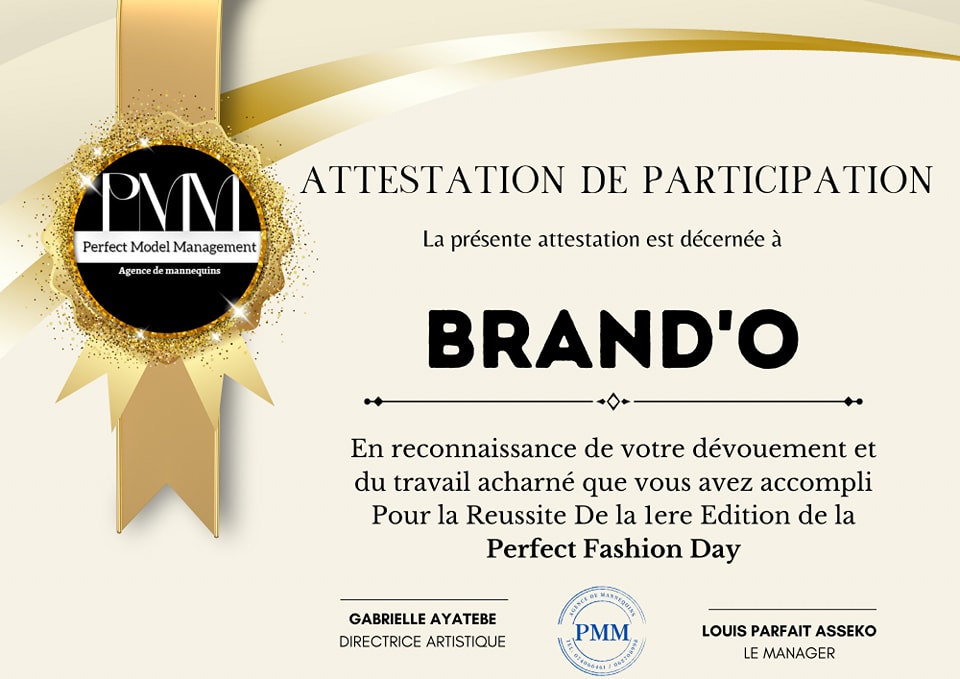 PMM
Perfect Model Management
Agence de mannequins
ATTESTATION DE PARTICIPATION
La présente attestation est décernée à
BRAND'O
En reconnaissance de votre dévouement et
du travail acharné que vous avez accompli
Pour la Reussite De la 1ere Edition de la
Perfect Fashion Day
GABRIELLE AYATEBE
DIRECTRICE ARTISTIQUE
AGENCE DE MANNEQUINS
PMM
LOUIS PARFAIT ASSEKO
LE MANAGER